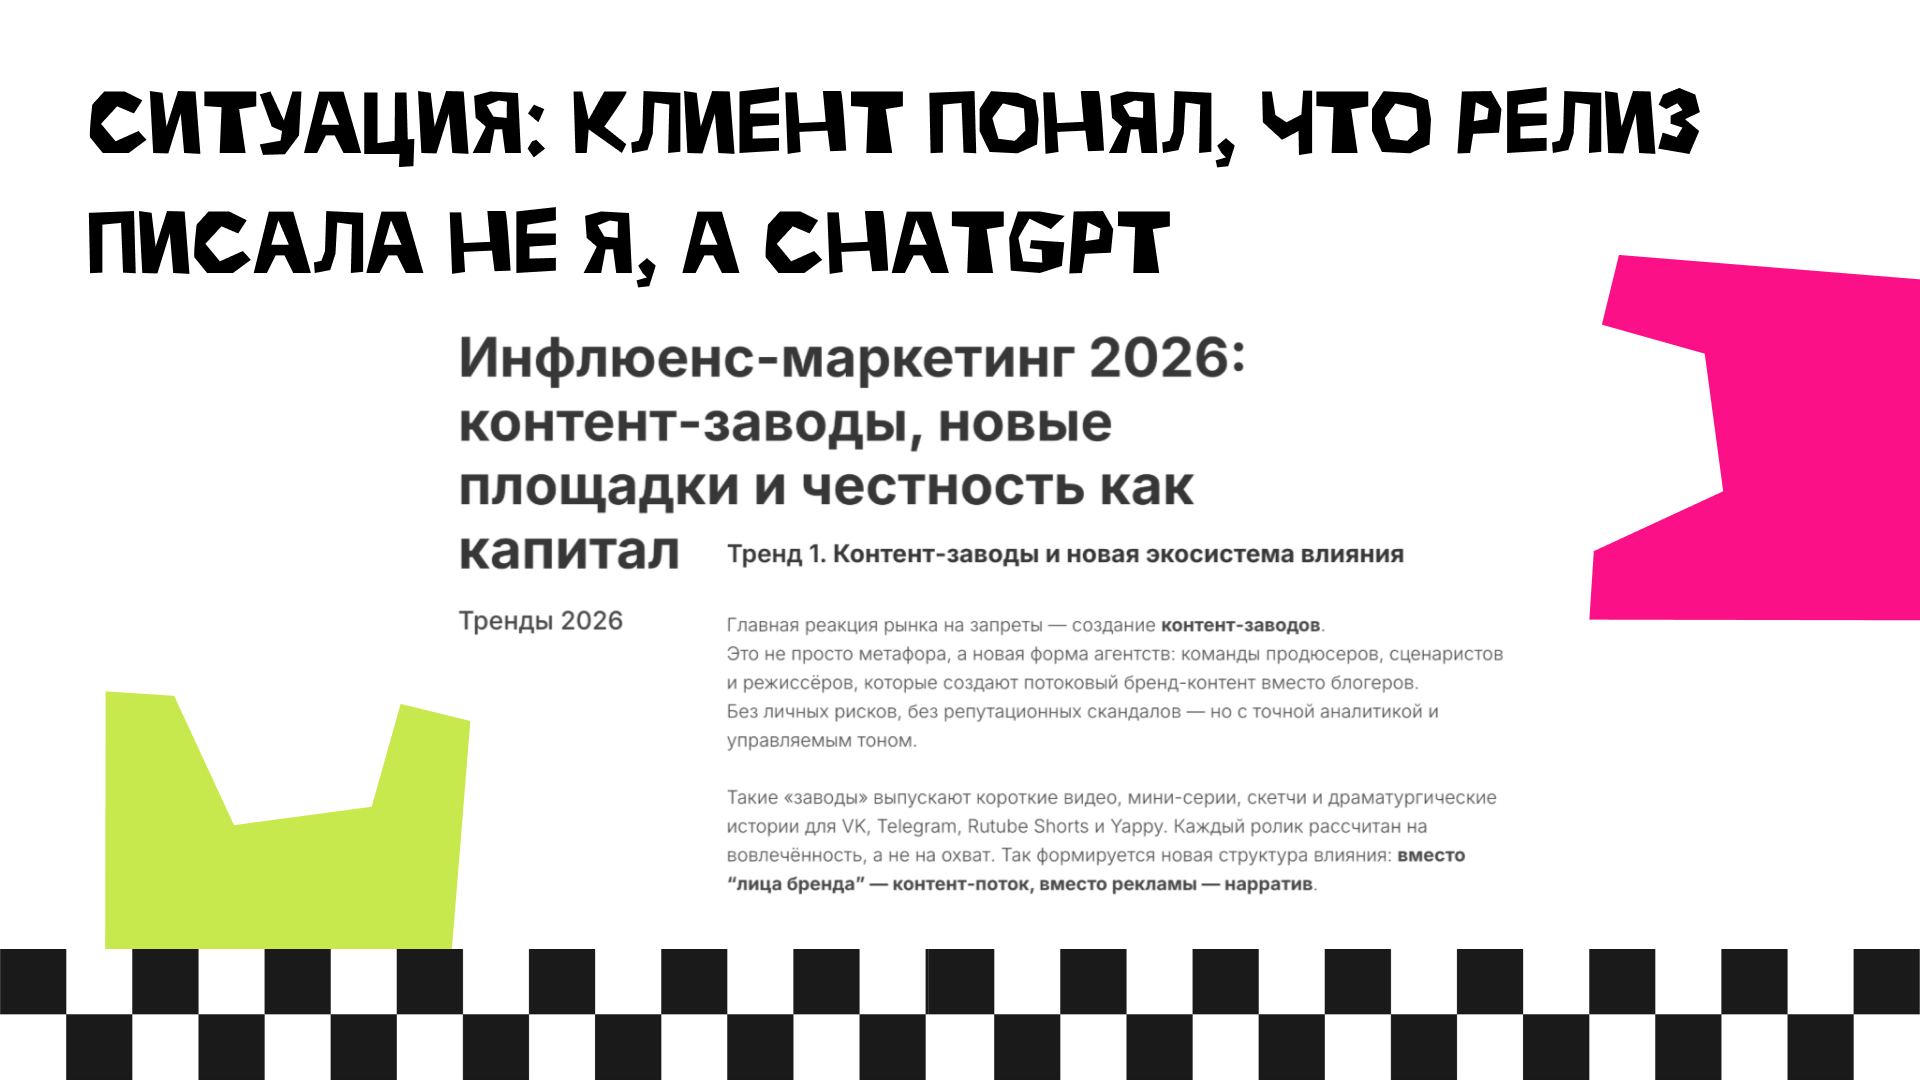 СИТУАЦИЯ: КЛИЕНТ ПОНЯЛ, ЧТО РЕЛИЗ
ПИСАЛА НЕ Я, А CHATGPT
Инфлюенс-маркетинг 2026:
контент-заводы, новые
площадки и честность как
капитал
Тренды 2026
Тренд 1. Контент-заводы и новая экосистема влияния
Главная реакция рынка на запреты — создание контент-заводов.
Это не просто метафора, а новая форма агентств: команды продюсеров, сценаристов
и режиссёров, которые создают потоковый бренд-контент вместо блогеров.
Без личных рисков, без репутационных скандалов — но с точной аналитикой и
управляемым тоном.
Такие «заводы» выпускают короткие видео, мини-серии, скетчи и драматургические
истории для VK, Telegram, Rutube Shorts и Yappy. Каждый ролик рассчитан на
вовлечённость, а не на охват. Так формируется новая структура влияния: вместо
“лица бренда” — контент-поток, вместо рекламы — нарратив.